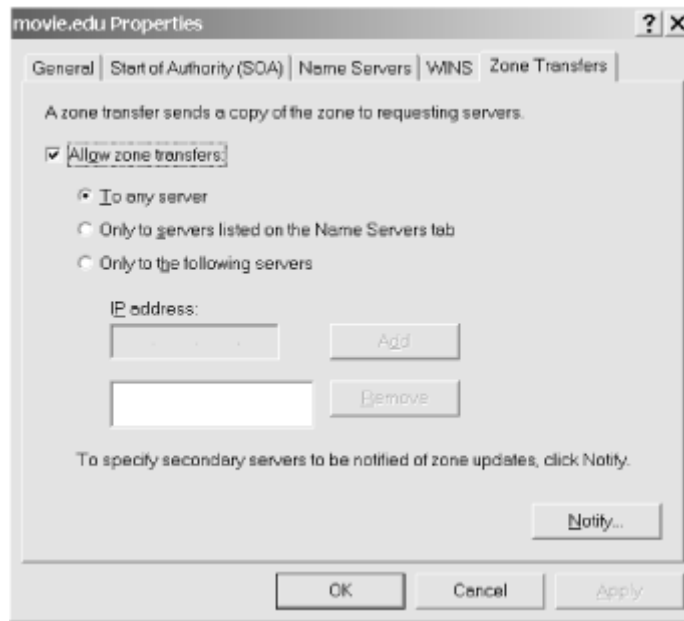 movie.edu Properties
? X
General Start of Authority (SOA) Name Servers WINS Zone Transfers
A zone transfer sends a copy of the zone to requesting servers.
Allow zone transfers:
To any server
Only to servers listed on the Name Servers tab
Only to the following servers
IP address:
Add
Remove
To specify secondary servers to be notified of zone updates, click Notify.
Notify...
OK Cancel Apply